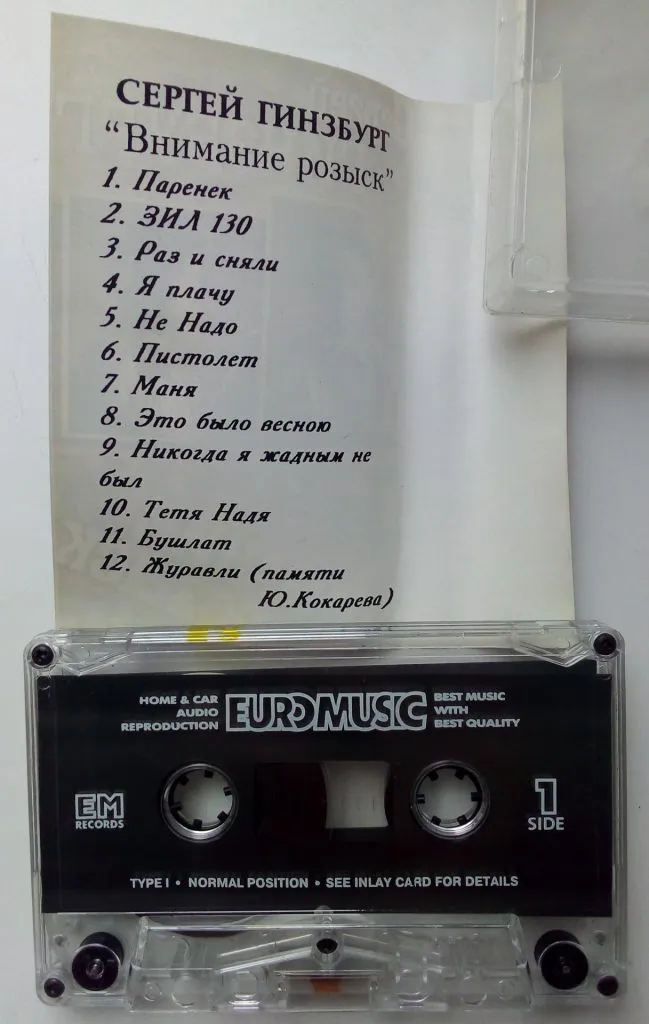 СЕРГЕЙ ГИНЗБУРГ
“Внимание розыск”
1. Паренек
2. ЗИЛ 130
3. Раз и сняли
4. Я плачу
5. Не Надо
6. Пистолет
7. Маня
8. Это было весною
9. Никогда я жадным не
был
10. Тетя Надя
11. Бушлат
12. Журавли (памяти
Ю.Кокарева)
HOME & CAR
AUDIO
REPRODUCTION
EUROMUSIC
BEST MUSIC
WITH
BEST QUALITY
EM
RECORDS
1
SIDE
TYPE I • NORMAL POSITION • SEE INLAY CARD FOR DETAILS